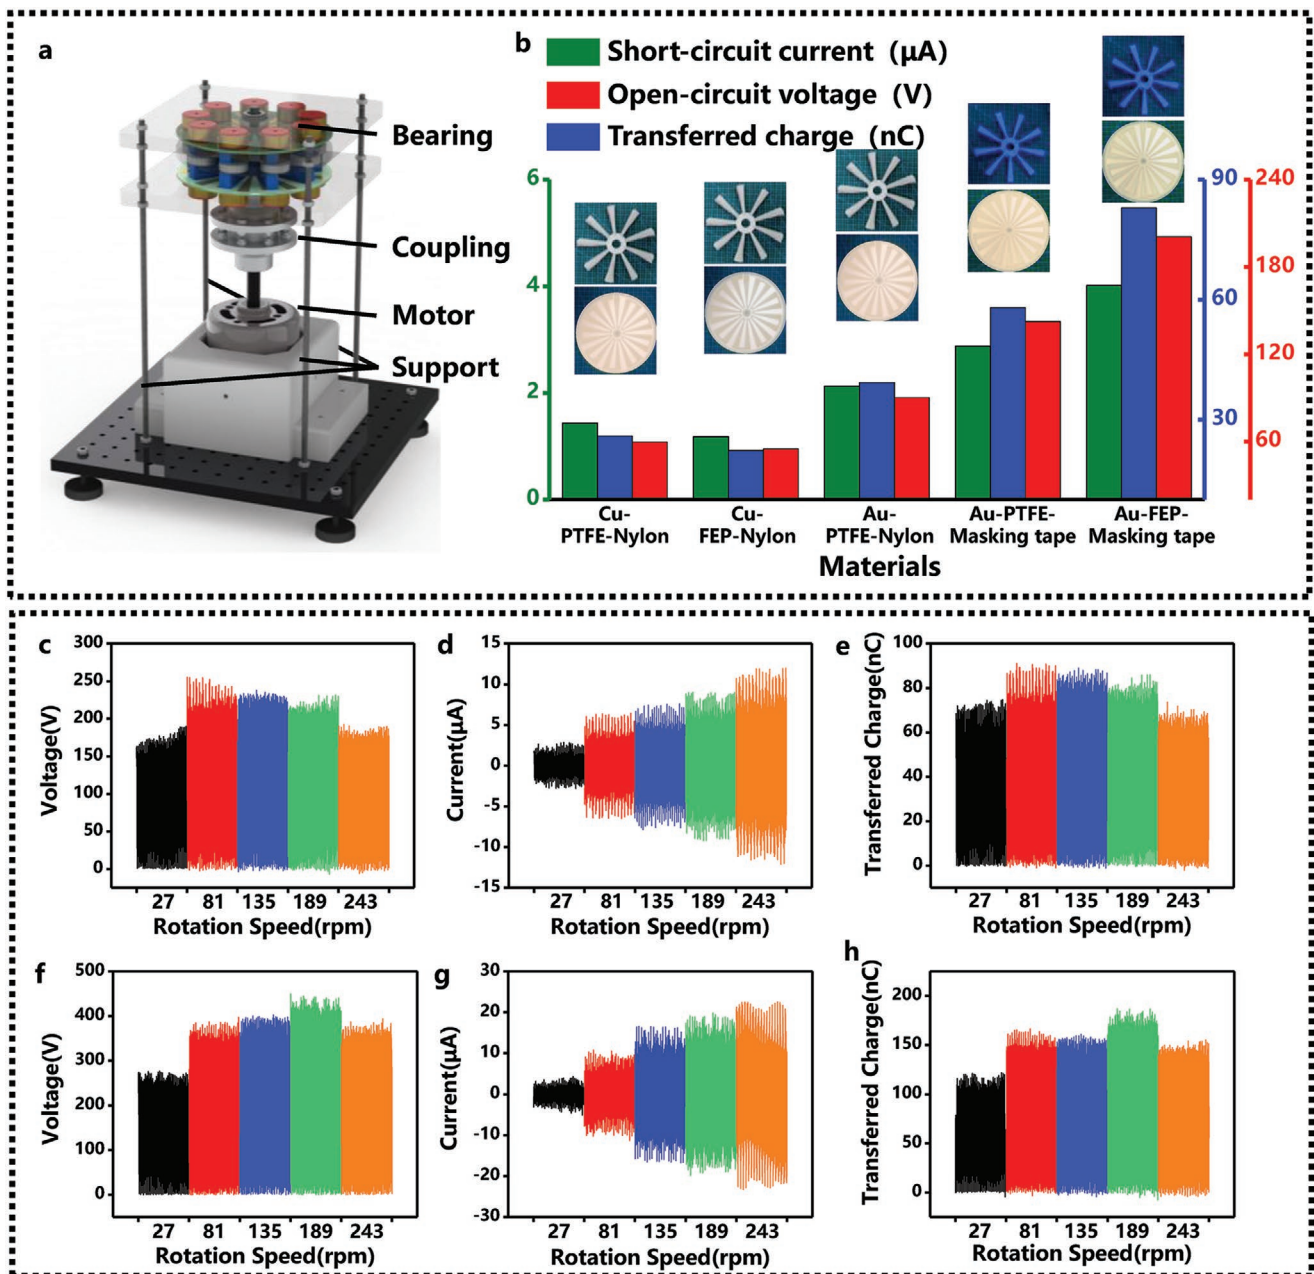 a
Bearing
Coupling
Motor
Support
b
Short-circuit current (μA)
Open-circuit voltage (V)
Transferred charge (nC)
6
4
2
0
90
60
30
240
180
120
60
Cu-
PTFE-Nylon
Cu-
FEP-Nylon
Au-
PTFE-Nylon
Au-PTFE-
Masking tape
Au-FEP-
Masking tape
Materials
c
Voltage(V)
300
250
200
150
100
50
0
27 81 135 189 243
Rotation Speed(rpm)
d
Current(μA)
15
10
5
0
-5
-10
-15
27 81 135 189 243
Rotation Speed(rpm)
e
Transferred Charge(nC)
100
80
60
40
20
0
27 81 135 189 243
Rotation Speed(rpm)
f
Voltage(V)
500
400
300
200
100
0
27 81 135 189 243
Rotation Speed(rpm)
g
Current(μA)
30
20
10
0
-10
-20
-30
27 81 135 189 243
Rotation Speed(rpm)
h
Transferred Charge(nC)
200
150
100
50
0
27 81 135 189 243
Rotation Speed(rpm)